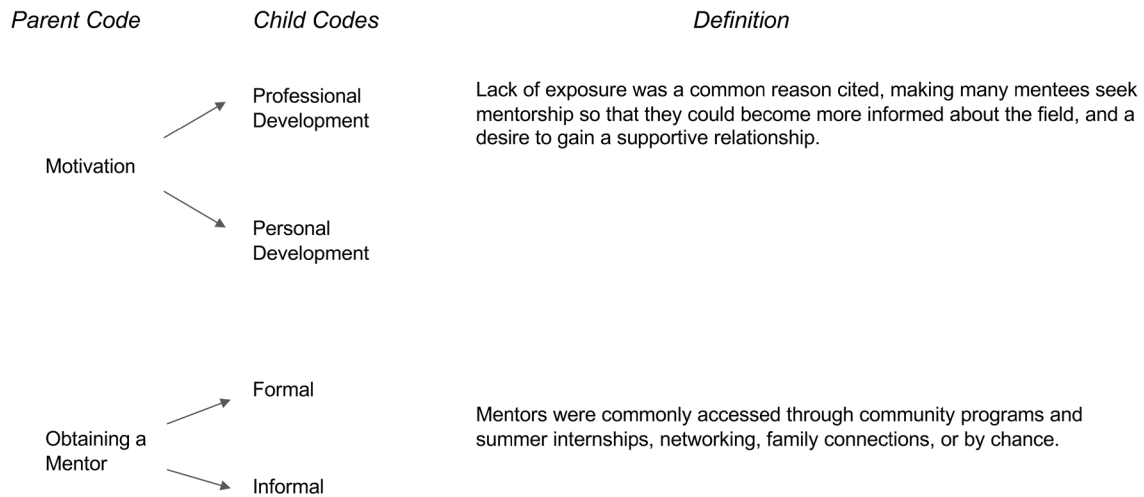 Parent Code
Child Codes
Definition
Professional
Development
Lack of exposure was a common reason cited, making many mentees seek
mentorship so that they could become more informed about the field, and a
desire to gain a supportive relationship.
Motivation
Personal
Development
Formal
Mentors were commonly accessed through community programs and
summer internships, networking, family connections, or by chance.
Obtaining a
Mentor
Informal